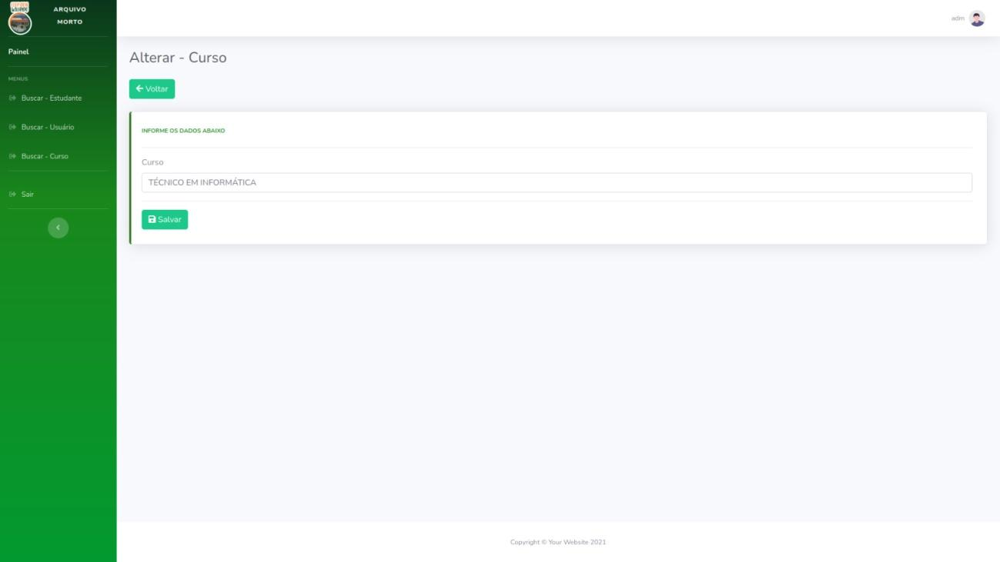 ARQUIVO
MORTO
adm
Painel
MENUS
Buscar - Estudante
Buscar - Usuário
Buscar - Curso
Sair
Alterar - Curso
Voltar
INFORME OS DADOS ABAIXO
Curso
TÉCNICO EM INFORMÁTICA
Salvar
Copyright © Your Website 2021